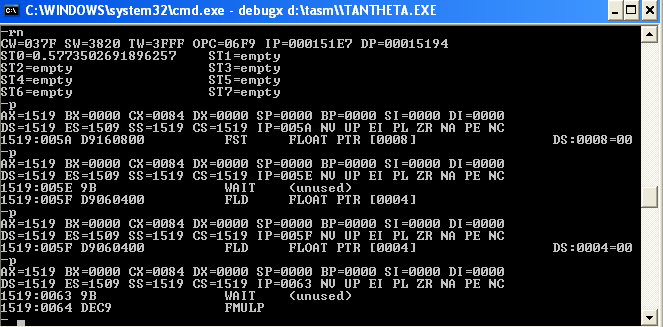 C:\WINDOWS\system32\cmd.exe - debugx d:\tasm\\TANTHETA.EXE
-rn
CW=037F SW=3820 TW=3FFF OPC=06F9 IP=000151E7 DP=00015194
ST0=0.5773502691896257 ST1=empty
ST2=empty ST3=empty
ST4=empty ST5=empty
ST6=empty ST7=empty
-p
AX=1519 BX=0000 CX=0084 DX=0000 SP=0000 BP=0000 SI=0000 DI=0000
DS=1519 ES=1509 SS=1519 CS=1519 IP=005A NV UP EI PL ZR NA PE NC
1519:005A D9160800 FST FLOAT PTR [0008] DS:0008=00
-p
AX=1519 BX=0000 CX=0084 DX=0000 SP=0000 BP=0000 SI=0000 DI=0000
DS=1519 ES=1509 SS=1519 CS=1519 IP=005E NV UP EI PL ZR NA PE NC
1519:005E 9B WAIT (unused)
1519:005F D9060400 FLD FLOAT PTR [0004]
-p
AX=1519 BX=0000 CX=0084 DX=0000 SP=0000 BP=0000 SI=0000 DI=0000
DS=1519 ES=1509 SS=1519 CS=1519 IP=005F NV UP EI PL ZR NA PE NC
1519:005F D9060400 FLD FLOAT PTR [0004] DS:0004=00
-p
AX=1519 BX=0000 CX=0084 DX=0000 SP=0000 BP=0000 SI=0000 DI=0000
DS=1519 ES=1509 SS=1519 CS=1519 IP=0063 NV UP EI PL ZR NA PE NC
1519:0063 9B WAIT (unused)
1519:0064 DEC9 FMULP
-